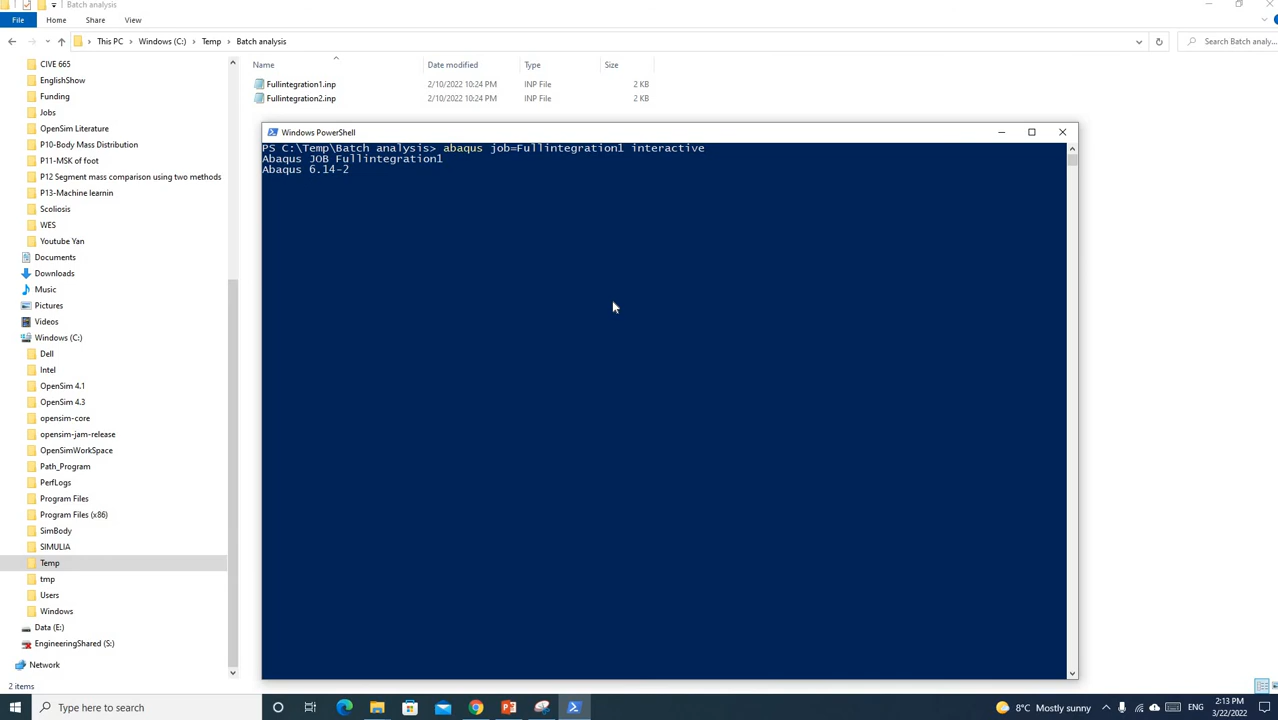 Batch analysis
File Home Share View
This PC Windows (C:) Temp Batch analysis
Search Batch analy...
Name Date modified Type Size
Fullintegration1.inp 2/10/2022 10:24 PM INP File 2 KB
Fullintegration2.inp 2/10/2022 10:24 PM INP File 2 KB
CIVE 665
EnglishShow
Funding
Jobs
OpenSim Literature
P10-Body Mass Distribution
P11-MSK of foot
P12 Segment mass comparison using two methods
P13-Machine learnin
Scoliosis
WES
Youtube Yan
Documents
Downloads
Music
Pictures
Videos
Windows (C:)
Dell
Intel
OpenSim 4.1
OpenSim 4.3
opensim-core
opensim-jam-release
OpenSimWorkSpace
Path_Program
PerfLogs
Program Files
Program Files (x86)
SimBody
SIMULIA
Temp
tmp
Users
Windows
Data (E:)
EngineeringShared (S:)
Network
2 items
Windows PowerShell
PS C:\Temp\Batch analysis> abaqus job=Fullintegration1 interactive
Abaqus JOB Fullintegration1
Abaqus 6.14-2
Type here to search
8°C Mostly sunny
ENG
2:13 PM
3/22/2022